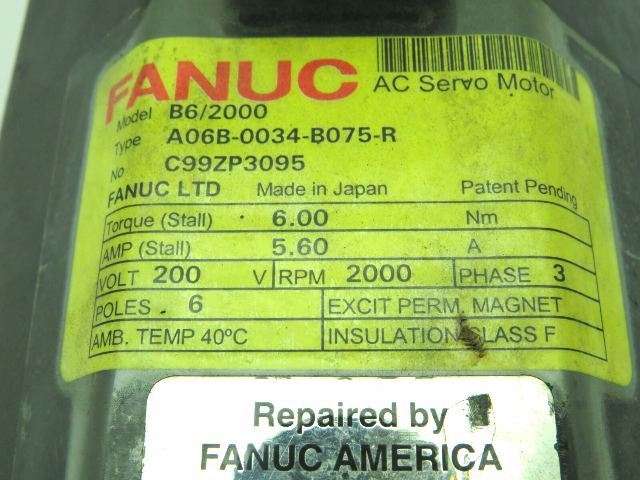 FANUC AC Servo Motor
Model B6/2000
Type A06B-0034-B075-R
No C99ZP3095
FANUC LTD Made in Japan Patent Pending
Torque (Stall) 6.00 Nm
AMP (Stall) 5.60 A
VOLT 200 V RPM 2000 PHASE 3
POLES 6 EXCIT PERM. MAGNET
AMB. TEMP 40ºC INSULATION CLASS F
Repaired by
FANUC AMERICA